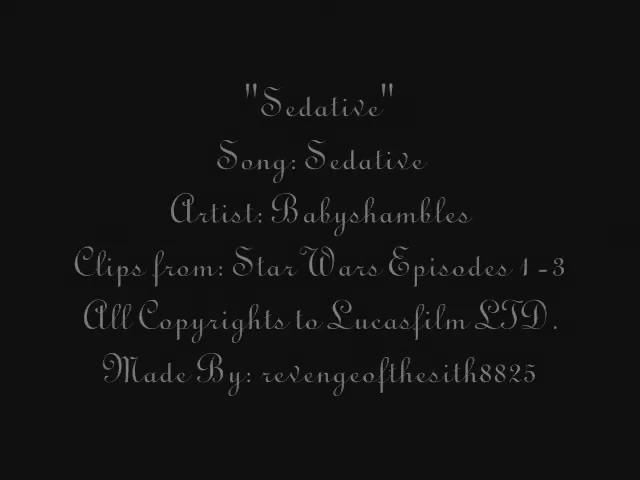 "Sedative"
Song: Sedative
Artist: Babyshambles
Clips from: Star Wars Episodes 1-3
All Copyrights to Lucasfilm LTD.
Made By: revengeofthesith8825